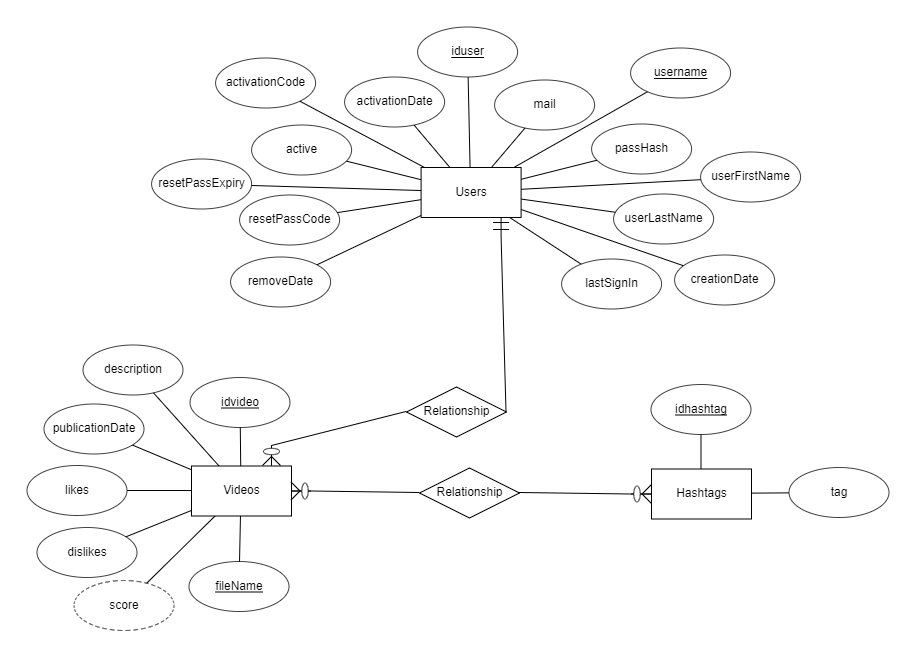 iduser
username
activationCode
activationDate
mail
active
passHash
resetPassExpiry
userFirstName
Users
resetPassCode
userLastName
removeDate
lastSignIn
creationDate
description
idvideo
Relationship
idhashtag
publicationDate
likes
Videos
Relationship
Hashtags
tag
dislikes
fileName
score